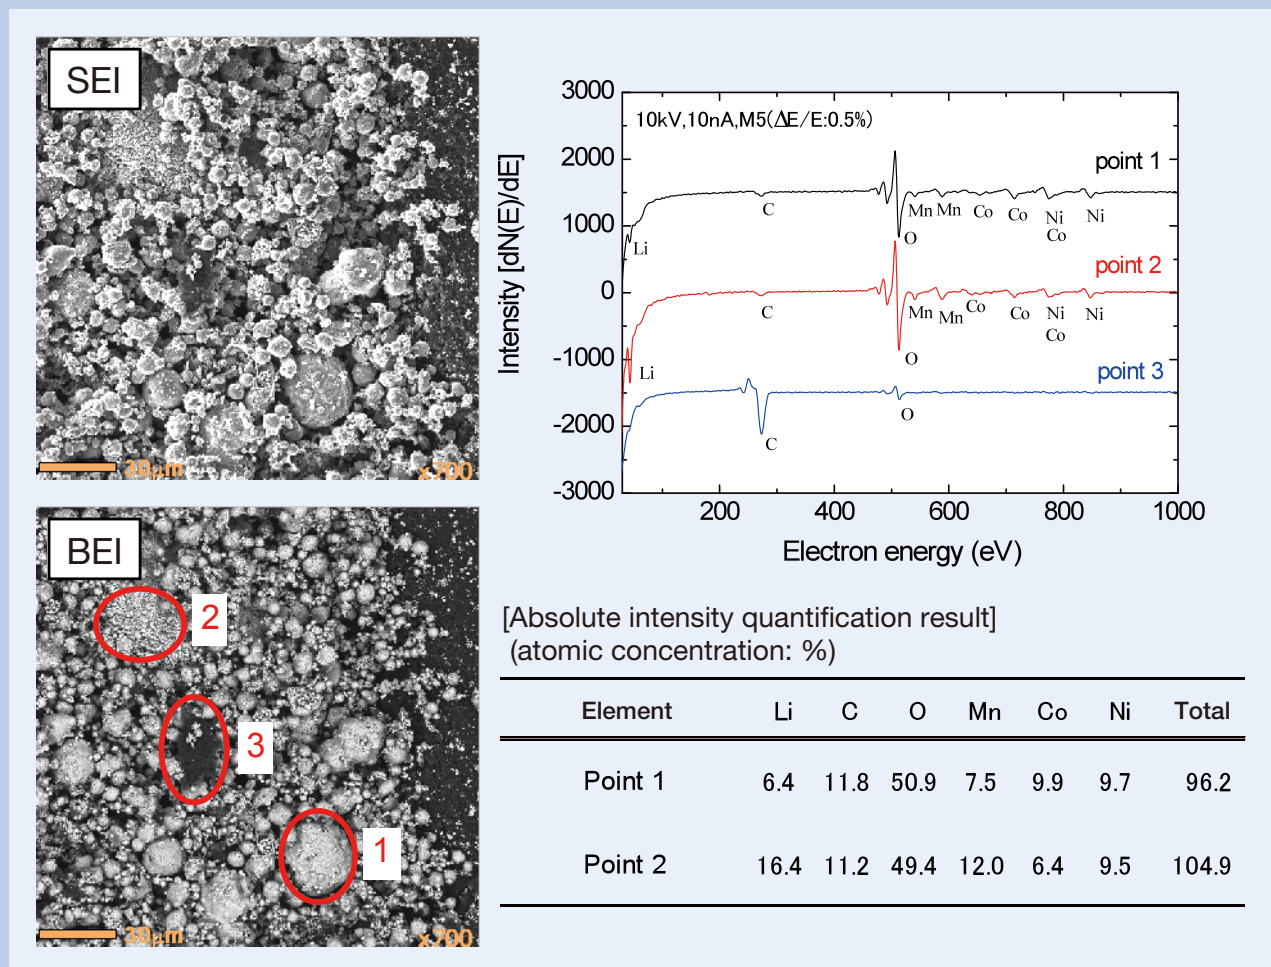 SEI
30μm
x700
BEI
2
3
1
30μm
x700
3000
2000
1000
0
-1000
-2000
-3000
Intensity [dN(E)/dE]
10kV,10nA,M5(ΔE/E:0.5%)
point 1
C
Mn Mn Co Co Ni Ni
Co
O
Li
point 2
C
Mn Mn Co Co Ni Ni
Co
O
Li
point 3
O
C
200 400 600 800 1000
Electron energy (eV)
[Absolute intensity quantification result]
(atomic concentration: %)
Element Li C O Mn Co Ni Total
Point 1 6.4 11.8 50.9 7.5 9.9 9.7 96.2
Point 2 16.4 11.2 49.4 12.0 6.4 9.5 104.9